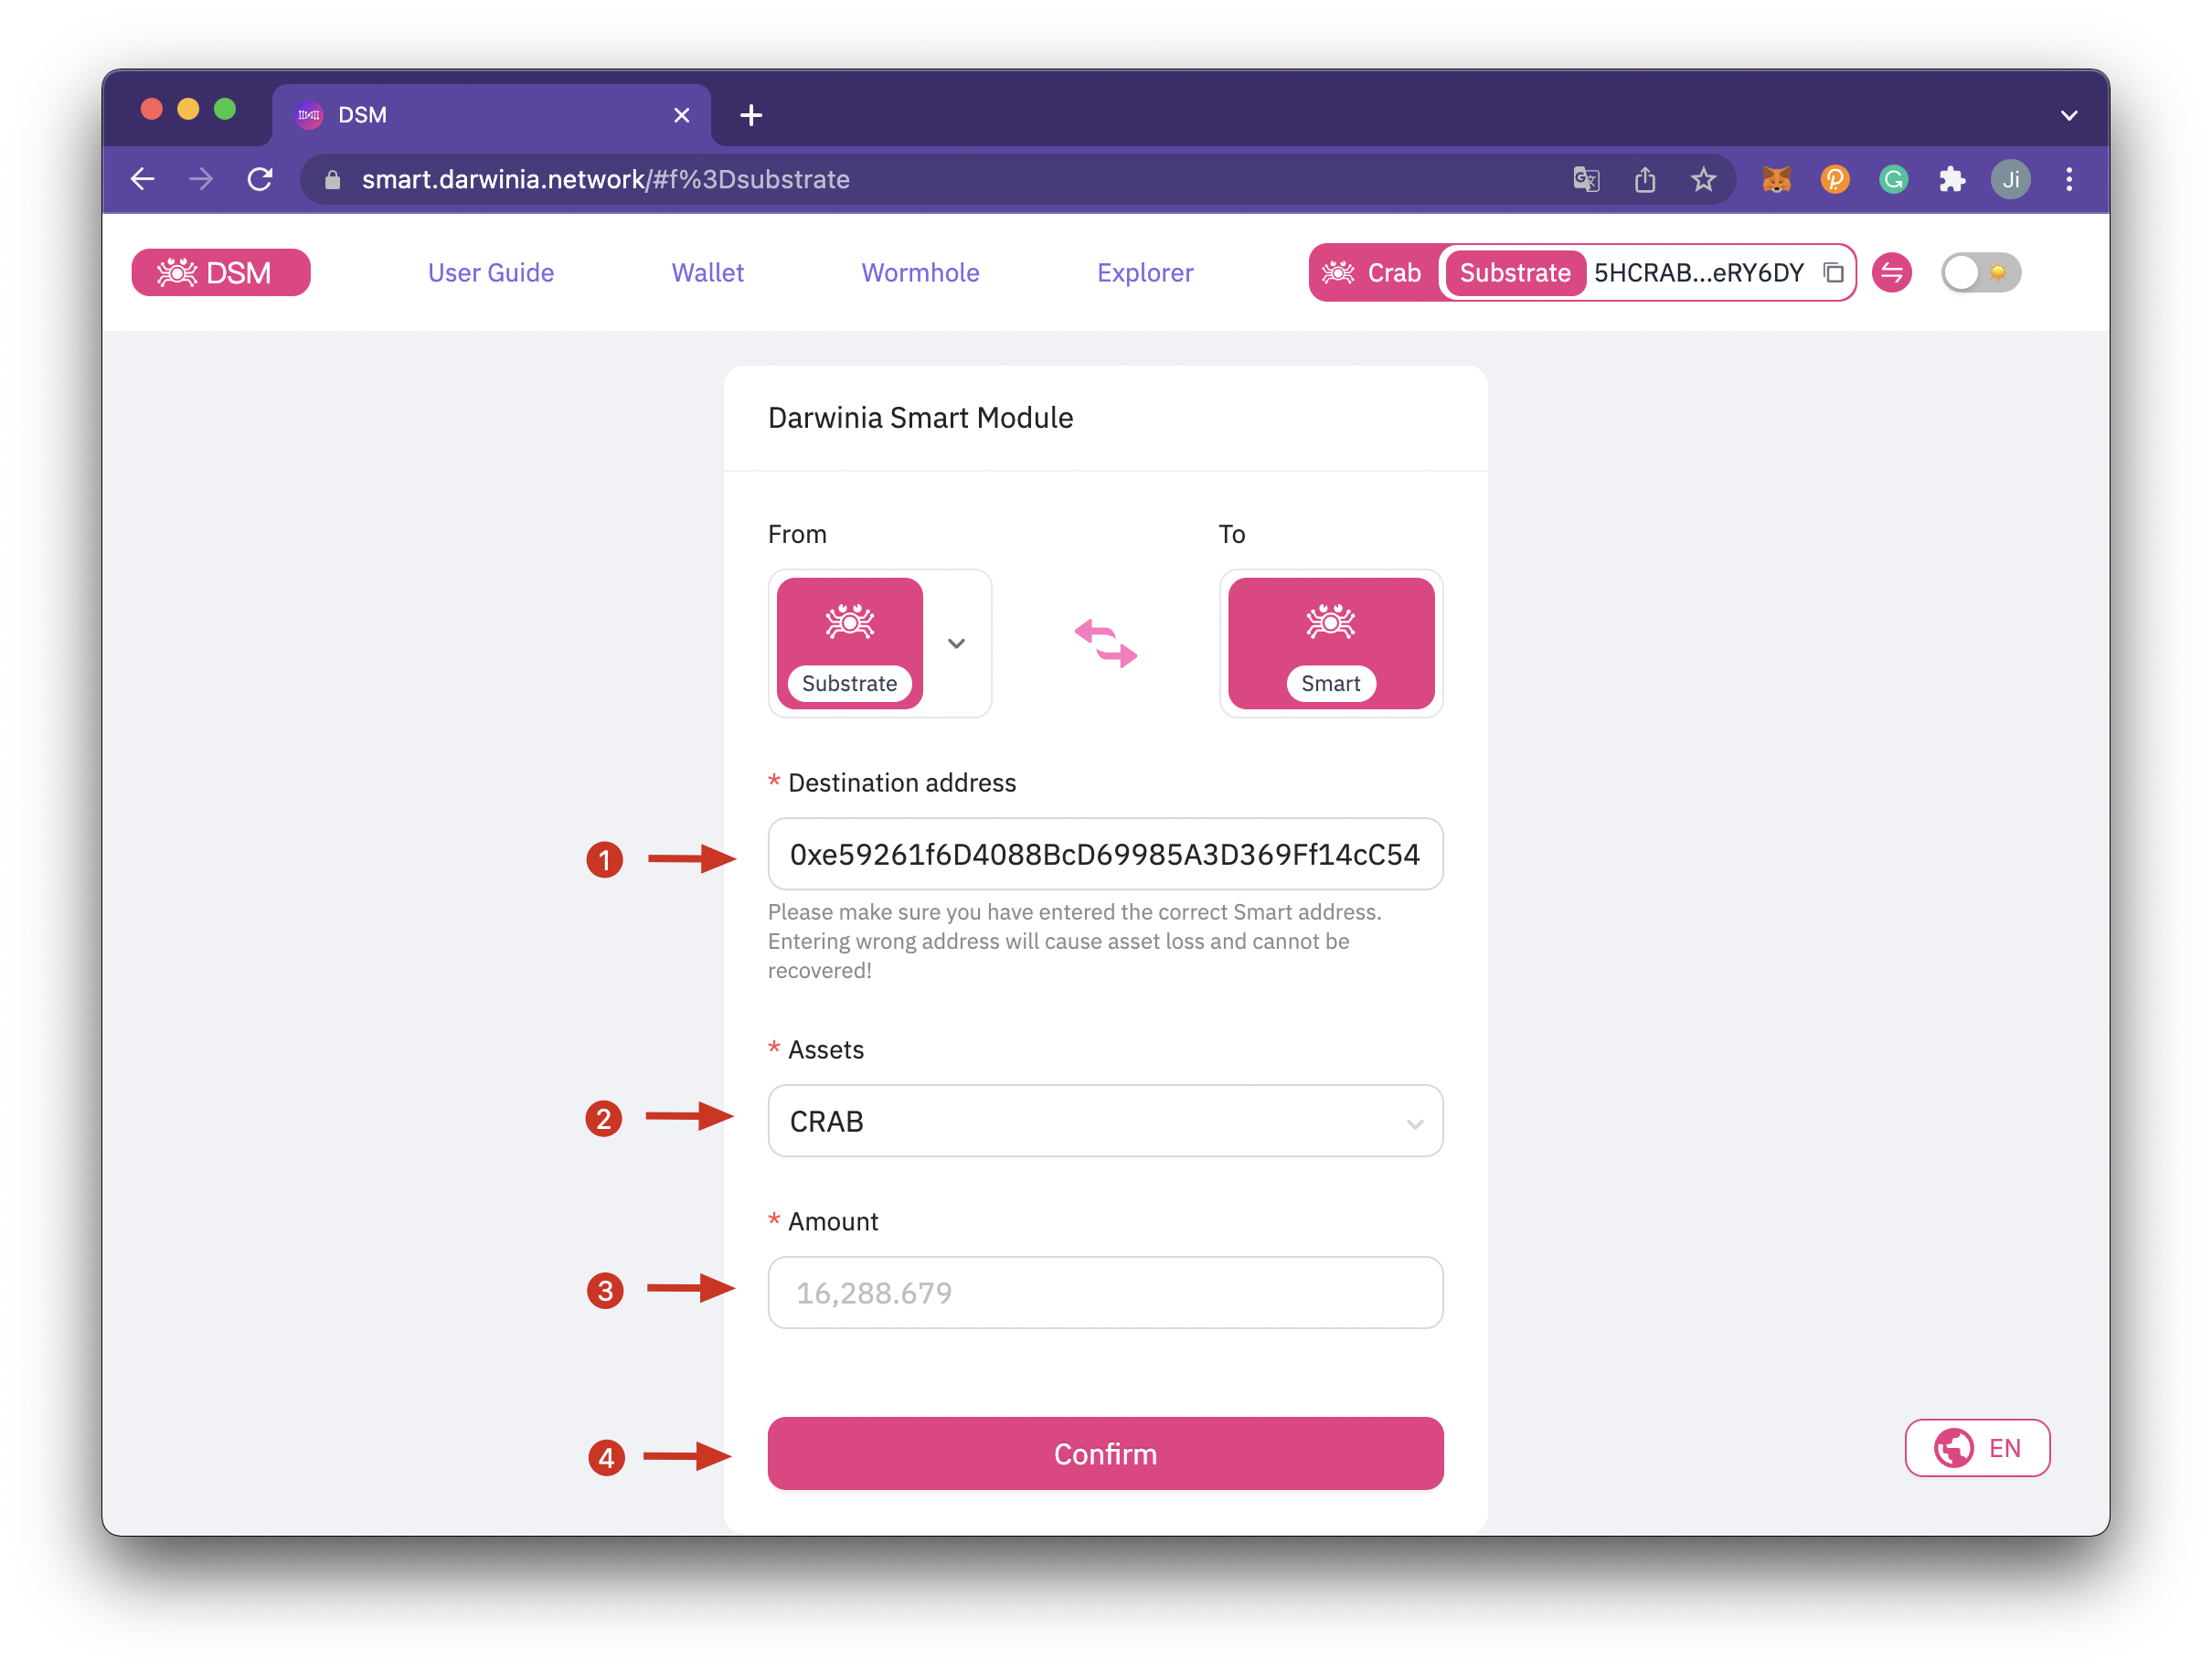 DSM
smart.darwinia.network/#f%3Dsubstrate
Ji
DSM
User Guide
Wallet
Wormhole
Explorer
Crab
Substrate
5HCRAB...eRY6DY
Darwinia Smart Module
From
To
Substrate
Smart
* Destination address
1
0xe59261f6D4088BcD69985A3D369Ff14cC54
Please make sure you have entered the correct Smart address.
Entering wrong address will cause asset loss and cannot be
recovered!
* Assets
2
CRAB
* Amount
3
16,288.679
4
Confirm
EN